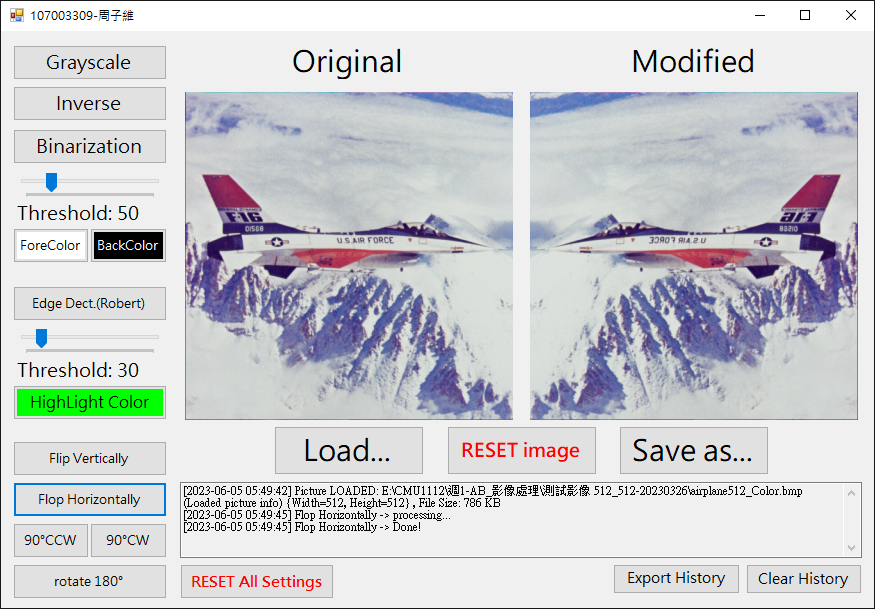 107003309-周子維
Original
Modified
Grayscale
Inverse
Binarization
Threshold: 50
ForeColor
BackColor
Edge Dect.(Robert)
Threshold: 30
HighLight Color
Flip Vertically
Flop Horizontally
90°CCW
90°CW
rotate 180°
F16
01568
U.S. AIR FORCE
Load...
RESET image
Save as...
[2023-06-05 05:49:42] Picture LOADED: E:\CMU1112\週1-AB_影像處理\測試影像 512_512-20230326\airplane512_Color.bmp
(Loaded picture info) {Width=512, Height=512} , File Size: 786 KB
[2023-06-05 05:49:45] Flop Horizontally -> processing...
[2023-06-05 05:49:45] Flop Horizontally -> Done!
RESET All Settings
Export History
Clear History